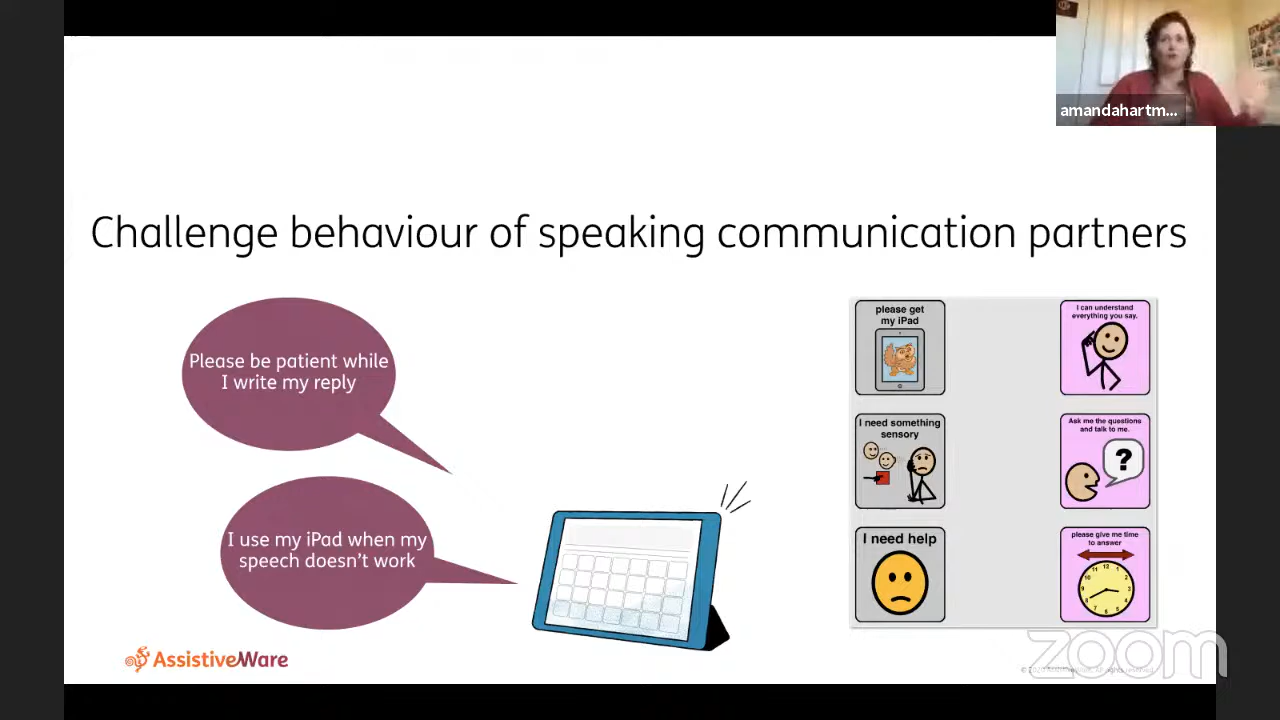 amandahartm...
Challenge behaviour of speaking communication partners
Please be patient while
I write my reply
I use my iPad when my
speech doesn't work
please get
my iPad
I can understand
everything you say.
I need something
sensory
Ask me the questions
and talk to me.
?
I need help
please give me time
to answer
AssistiveWare
zoom